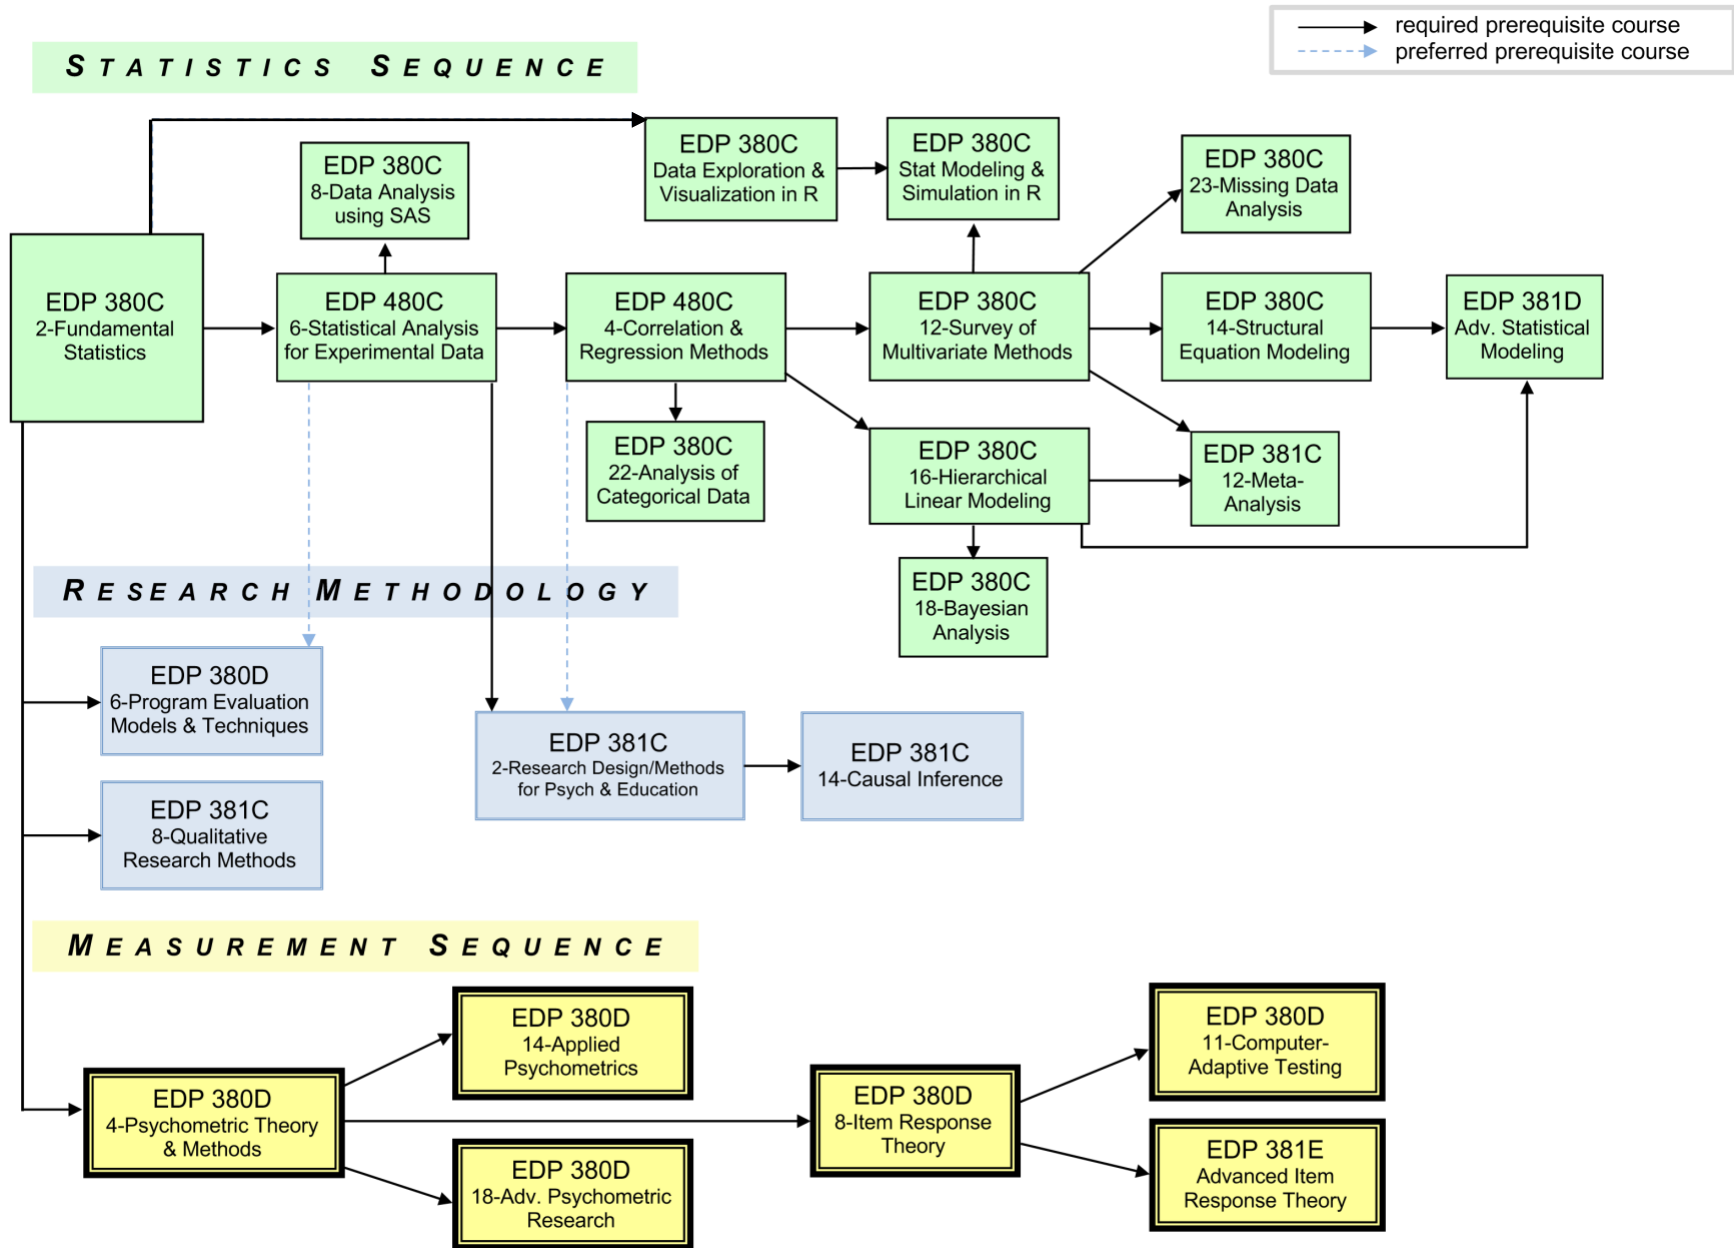 required prerequisite course
preferred prerequisite course
STATISTICS SEQUENCE
EDP 380C
2-Fundamental
Statistics
EDP 380C
8-Data Analysis
using SAS
EDP 380C
Data Exploration &
Visualization in R
EDP 380C
Stat Modeling &
Simulation in R
EDP 380C
23-Missing Data
Analysis
EDP 480C
6-Statistical Analysis
for Experimental Data
EDP 480C
4-Correlation &
Regression Methods
EDP 380C
12-Survey of
Multivariate Methods
EDP 380C
14-Structural
Equation Modeling
EDP 381D
Adv. Statistical
Modeling
EDP 380C
22-Analysis of
Categorical Data
EDP 380C
16-Hierarchical
Linear Modeling
EDP 381C
12-Meta-
Analysis
EDP 380C
18-Bayesian
Analysis
RESEARCH METHODOLOGY
EDP 380D
6-Program Evaluation
Models & Techniques
EDP 381C
2-Research Design/Methods
for Psych & Education
EDP 381C
14-Causal Inference
EDP 381C
8-Qualitative
Research Methods
MEASUREMENT SEQUENCE
EDP 380D
4-Psychometric Theory
& Methods
EDP 380D
14-Applied
Psychometrics
EDP 380D
18-Adv. Psychometric
Research
EDP 380D
8-Item Response
Theory
EDP 380D
11-Computer-
Adaptive Testing
EDP 381E
Advanced Item
Response Theory